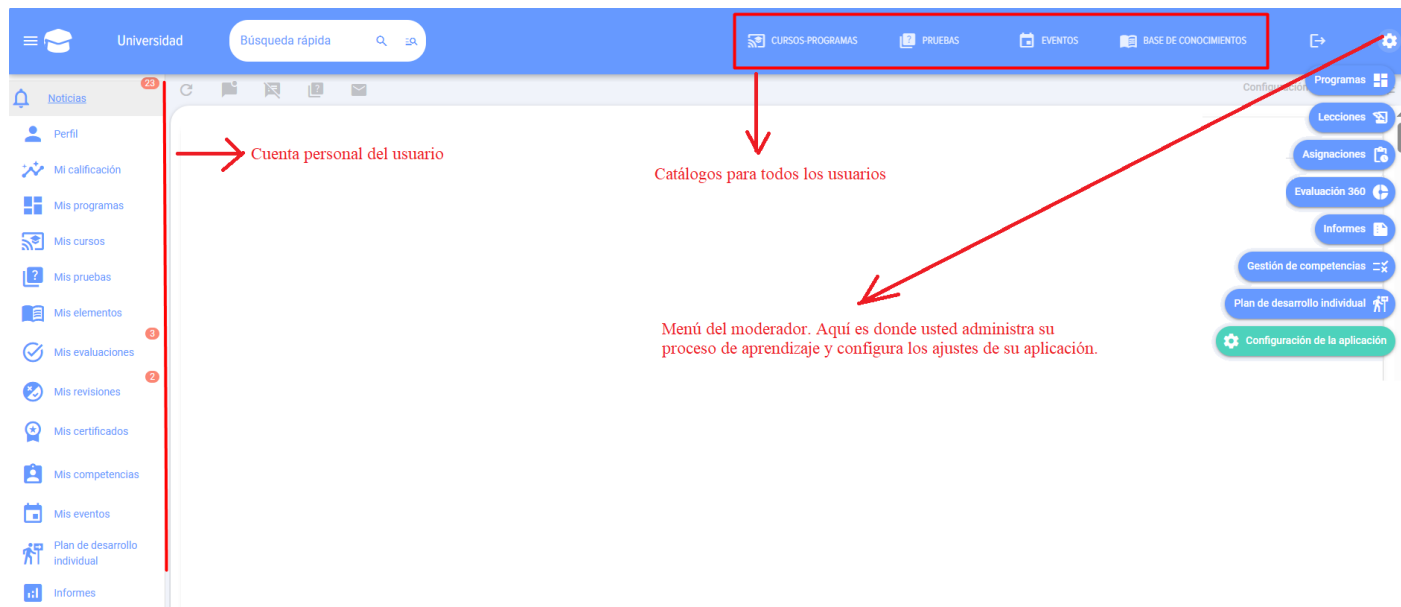 Universidad
Búsqueda rápida
CURSOS-PROGRAMAS
PRUEBAS
EVENTOS
BASE DE CONOCIMIENTOS
23
Noticias
Perfil
Mi calificación
Mis programas
Mis cursos
Mis pruebas
Mis elementos
3
Mis evaluaciones
2
Mis revisiones
Mis certificados
Mis competencias
Mis eventos
Plan de desarrollo
individual
Informes
Cuenta personal del usuario
Catálogos para todos los usuarios
Menú del moderador. Aquí es donde usted administra su
proceso de aprendizaje y configura los ajustes de su aplicación.
Programas
Lecciones
Asignaciones
Evaluación 360
Informes
Gestión de competencias
Plan de desarrollo individual
Configuración de la aplicación